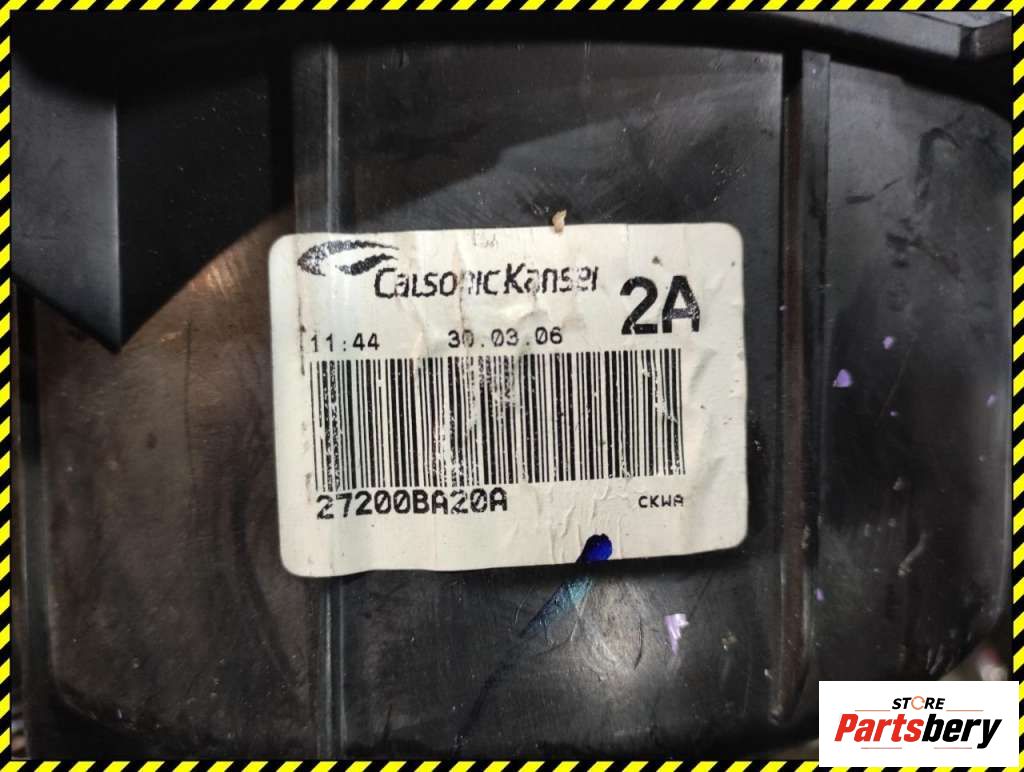 CalsonicKansei
2A
11:44 30.03.06
27200BA20A CKWA
STORE
Partsbery